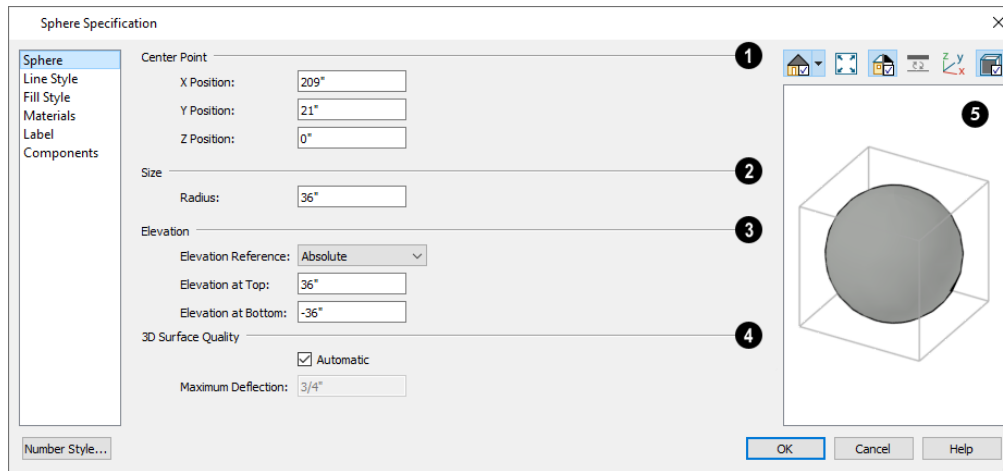 Sphere Specification
Sphere
Line Style
Fill Style
Materials
Label
Components
Center Point
1
X Position: 209"
Y Position: 21"
Z Position: 0"
Size
2
Radius: 36"
Elevation
3
Elevation Reference: Absolute
Elevation at Top: 36"
Elevation at Bottom: -36"
3D Surface Quality
4
Automatic
Maximum Deflection: 3/4"
z y x
5
Number Style...
OK
Cancel
Help